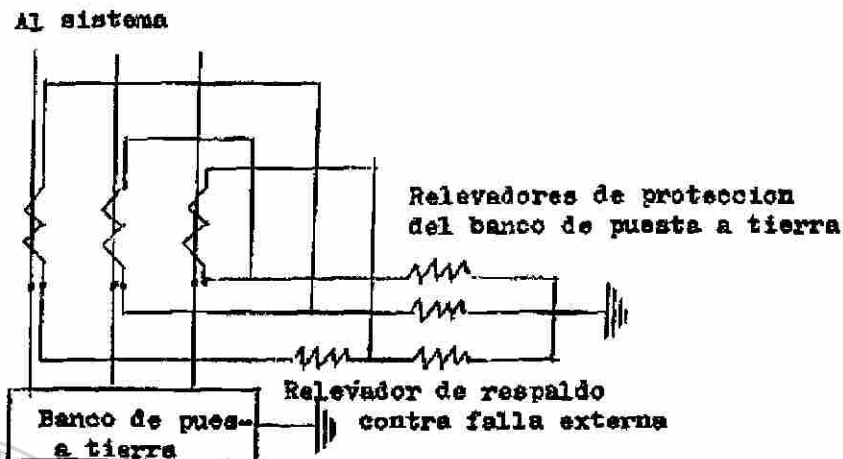 Al sistema
Relevadores de proteccion
del banco de puesta a tierra
Relevador de respaldo
contra falla externa
Banco de pues-
a tierra